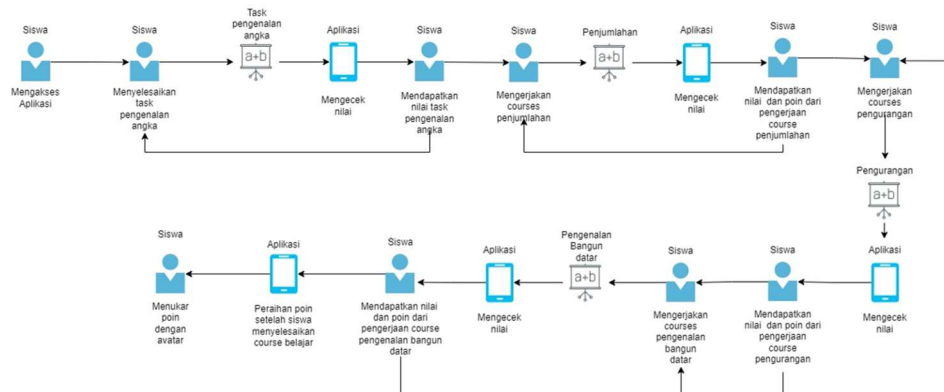 Siswa
Mengakses
Aplikasi
Siswa
Menyelesaikan
task
pengenalan
angka
Task
pengenalan
angka
a+b
Aplikasi
Mengecek
nilai
Siswa
Mendapatkan
nilai task
pengenalan
angka
Siswa
Mengerjakan
courses
penjumlahan
Penjumlahan
a+b
Aplikasi
Mengecek
nilai
Siswa
Mendapatkan
nilai dan poin dari
pengerjaan
course
penjumlahan
Siswa
Mengerjakan
courses
pengurangan
Pengurangan
a+b
Aplikasi
Mengecek
nilai
Siswa
Mendapatkan
nilai dan poin dari
pengerjaan
course
pengurangan
Siswa
Mengerjakan
courses
pengenalan
bangun
datar
Pengenalan
Bangun
datar
a+b
Aplikasi
Mengecek
nilai
Siswa
Mendapatkan nilai
dan poin dari
pengerjaan course
pengenalan bangun
datar
Aplikasi
Peraihan poin
setelah siswa
menyelesaikan
course belajar
Siswa
Menukar
poin
dengan
avatar